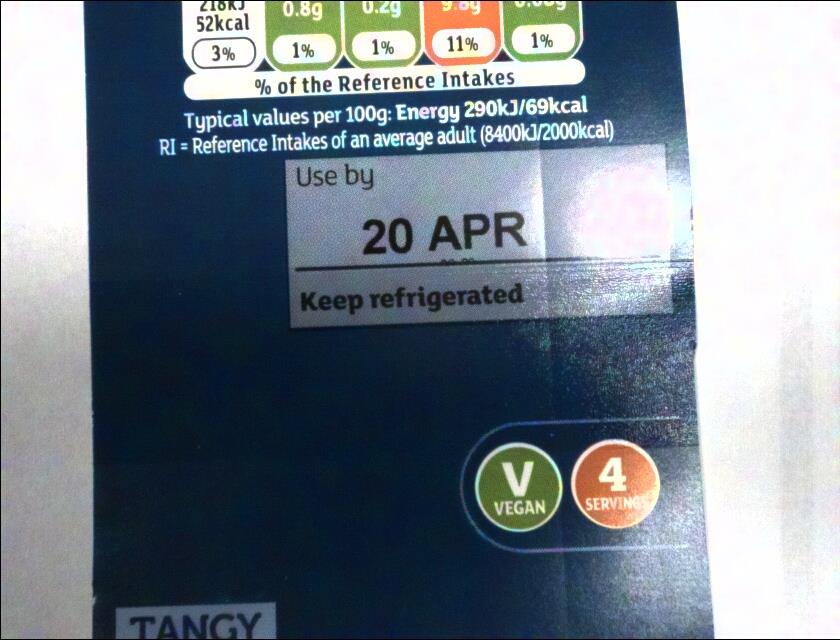 218kJ
52kcal
0.8g
0.2g
3%
1%
1%
11%
1%
% of the Reference Intakes
Typical values per 100g: Energy 290kJ/69kcal
RI = Reference Intakes of an average adult (8400kJ/2000kcal)
Use by
20 APR
Keep refrigerated
V
VEGAN
4
SERVINGS
TANGY